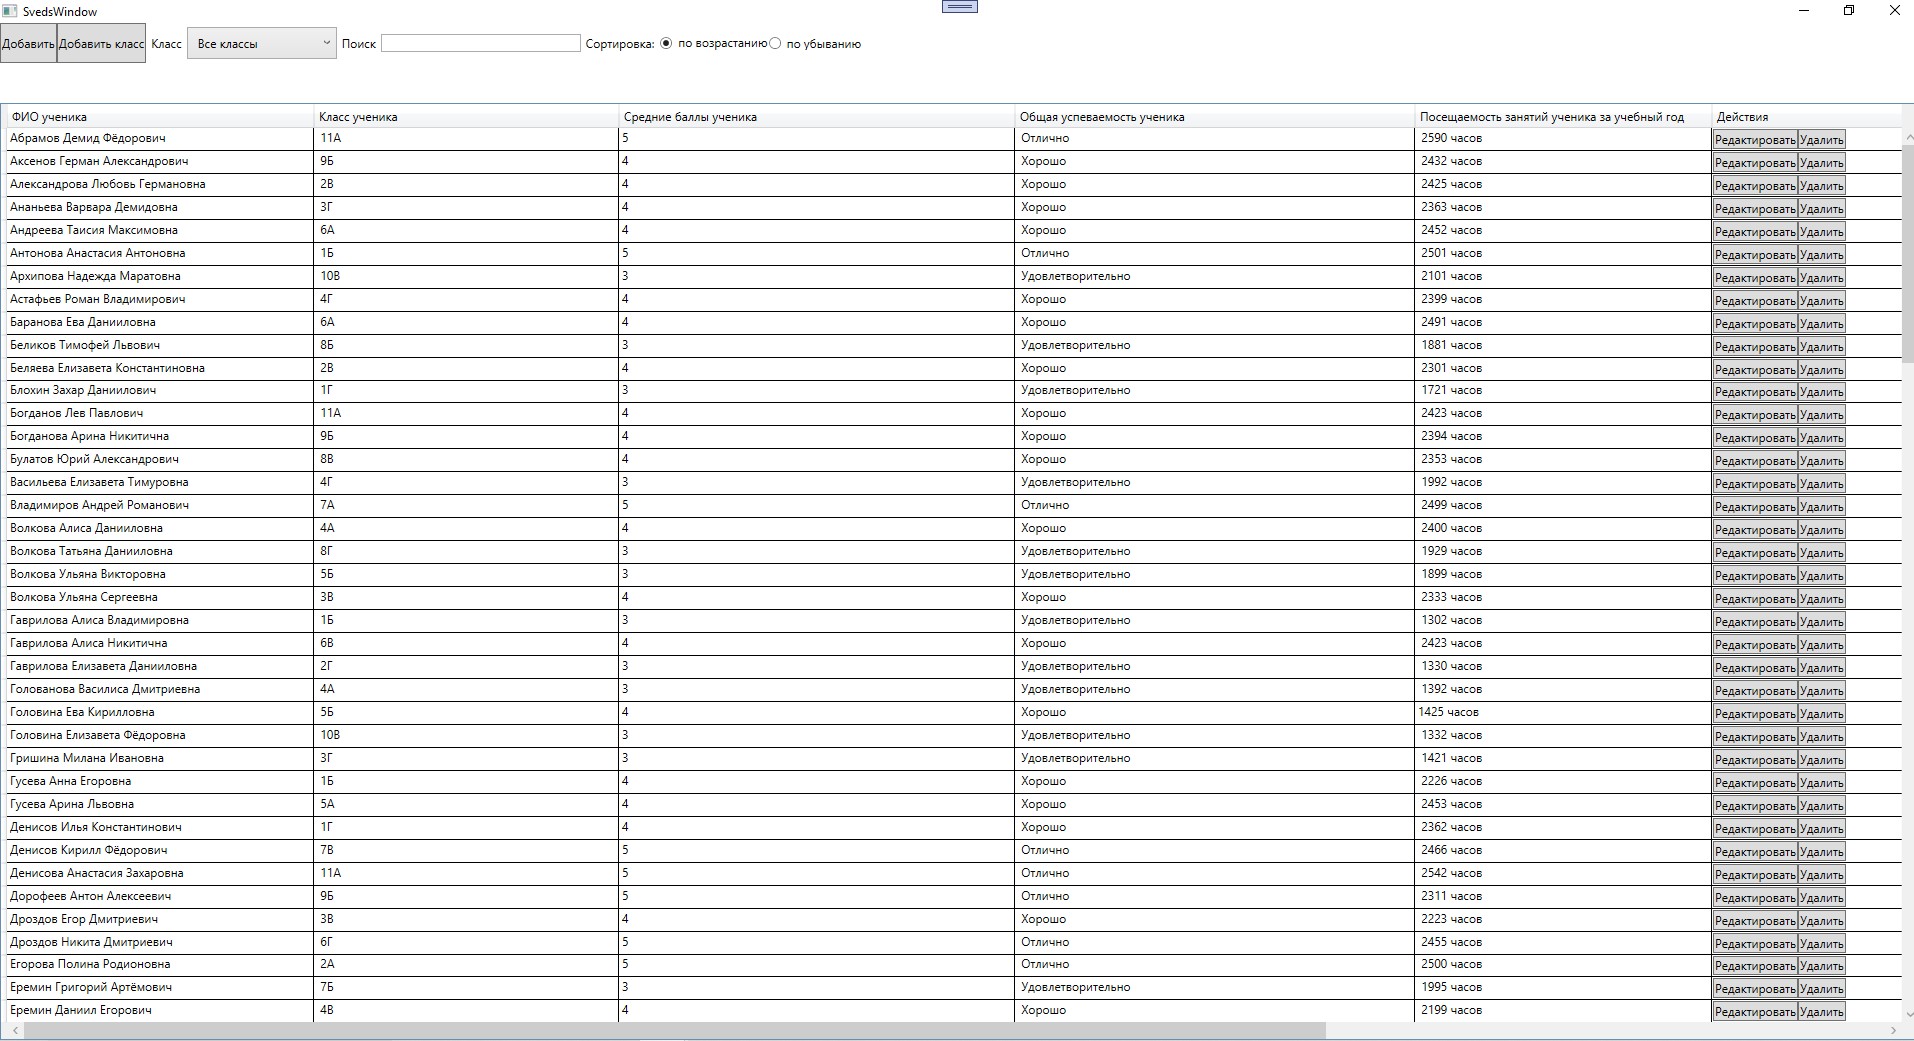 SvedsWindow
Добавить Добавить класс Класс Все классы Поиск Сортировка: по возрастанию по убыванию
ФИО ученика Класс ученика Средние баллы ученика Общая успеваемость ученика Посещаемость занятий ученика за учебный год Действия
Абрамов Демид Фёдорович 11А 5 Отлично 2590 часов Редактировать Удалить
Аксенов Герман Александрович 9Б 4 Хорошо 2432 часов Редактировать Удалить
Александрова Любовь Германовна 2В 4 Хорошо 2425 часов Редактировать Удалить
Ананьева Варвара Демидовна 3Г 4 Хорошо 2363 часов Редактировать Удалить
Андреева Таисия Максимовна 6А 4 Хорошо 2452 часов Редактировать Удалить
Антонова Анастасия Антоновна 1Б 5 Отлично 2501 часов Редактировать Удалить
Архипова Надежда Маратовна 10В 3 Удовлетворительно 2101 часов Редактировать Удалить
Астафьев Роман Владимирович 4Г 4 Хорошо 2399 часов Редактировать Удалить
Баранова Ева Данииловна 6А 4 Хорошо 2491 часов Редактировать Удалить
Беликов Тимофей Львович 8Б 3 Удовлетворительно 1881 часов Редактировать Удалить
Беляева Елизавета Константиновна 2В 4 Хорошо 2301 часов Редактировать Удалить
Блохин Захар Даниилович 1Г 3 Удовлетворительно 1721 часов Редактировать Удалить
Богданов Лев Павлович 11А 4 Хорошо 2423 часов Редактировать Удалить
Богданова Арина Никитична 9Б 4 Хорошо 2394 часов Редактировать Удалить
Булатов Юрий Александрович 8В 4 Хорошо 2353 часов Редактировать Удалить
Васильева Елизавета Тимуровна 4Г 3 Удовлетворительно 1992 часов Редактировать Удалить
Владимиров Андрей Романович 7А 5 Отлично 2499 часов Редактировать Удалить
Волкова Алиса Данииловна 4А 4 Хорошо 2400 часов Редактировать Удалить
Волкова Татьяна Данииловна 8Г 3 Удовлетворительно 1929 часов Редактировать Удалить
Волкова Ульяна Викторовна 5Б 3 Удовлетворительно 1899 часов Редактировать Удалить
Волкова Ульяна Сергеевна 3В 4 Хорошо 2333 часов Редактировать Удалить
Гаврилова Алиса Владимировна 1Б 3 Удовлетворительно 1302 часов Редактировать Удалить
Гаврилова Алиса Никитична 6В 4 Хорошо 2423 часов Редактировать Удалить
Гаврилова Елизавета Данииловна 2Г 3 Удовлетворительно 1330 часов Редактировать Удалить
Голованова Василиса Дмитриевна 4А 3 Удовлетворительно 1392 часов Редактировать Удалить
Головина Ева Кирилловна 5Б 4 Хорошо 1425 часов Редактировать Удалить
Головина Елизавета Фёдоровна 10В 3 Удовлетворительно 1332 часов Редактировать Удалить
Гришина Милана Ивановна 3Г 3 Удовлетворительно 1421 часов Редактировать Удалить
Гусева Анна Егоровна 1Б 4 Хорошо 2226 часов Редактировать Удалить
Гусева Арина Львовна 5А 4 Хорошо 2453 часов Редактировать Удалить
Денисов Илья Константинович 1Г 4 Хорошо 2362 часов Редактировать Удалить
Денисов Кирилл Фёдорович 7В 5 Отлично 2466 часов Редактировать Удалить
Денисова Анастасия Захаровна 11А 5 Отлично 2542 часов Редактировать Удалить
Дорофеев Антон Алексеевич 9Б 5 Отлично 2311 часов Редактировать Удалить
Дроздов Егор Дмитриевич 3В 4 Хорошо 2223 часов Редактировать Удалить
Дроздов Никита Дмитриевич 6Г 5 Отлично 2455 часов Редактировать Удалить
Егорова Полина Родионовна 2А 5 Отлично 2500 часов Редактировать Удалить
Еремин Григорий Артёмович 7Б 3 Удовлетворительно 1995 часов Редактировать Удалить
Еремин Даниил Егорович 4В 4 Хорошо 2199 часов Редактировать Удалить